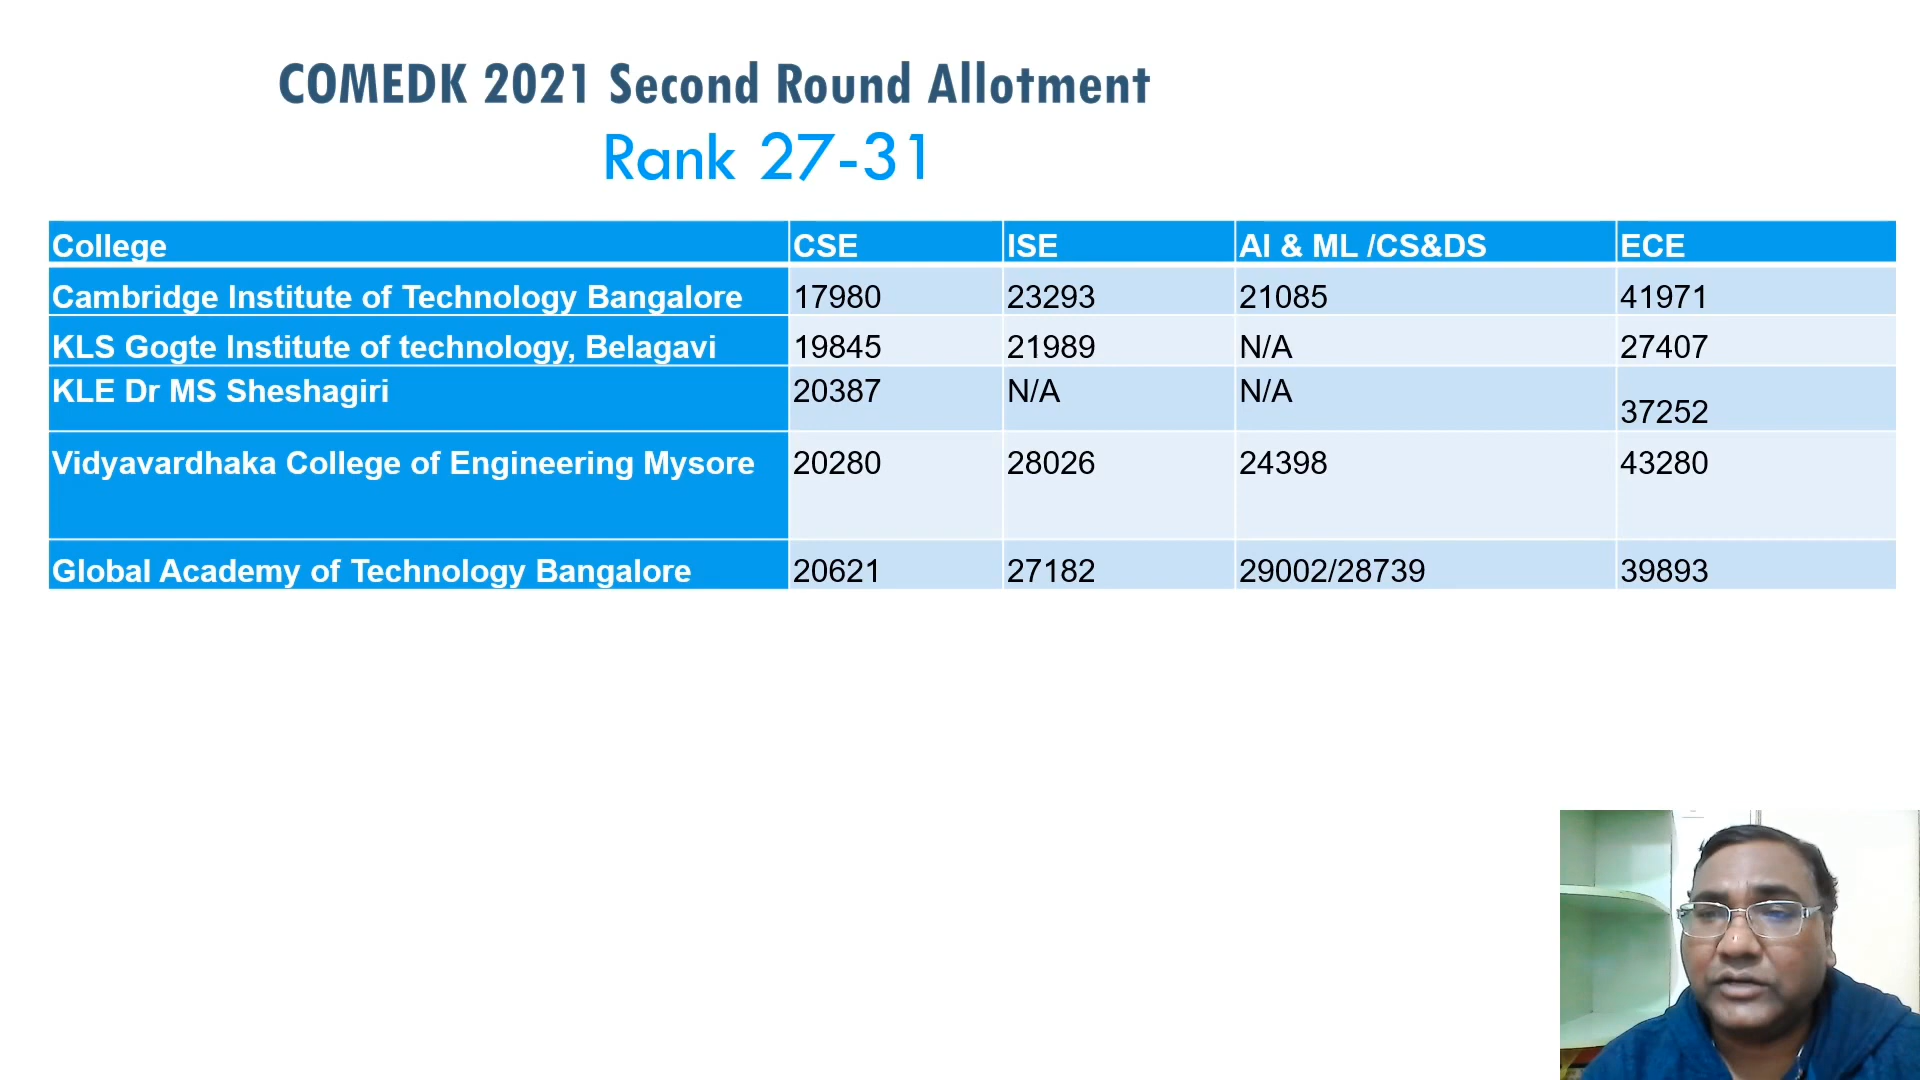 COMEDK 2021 Second Round Allotment
Rank 27-31
College CSE ISE AI & ML /CS&DS ECE
Cambridge Institute of Technology Bangalore 17980 23293 21085 41971
KLS Gogte Institute of technology, Belagavi 19845 21989 N/A 27407
KLE Dr MS Sheshagiri 20387 N/A N/A 37252
Vidyavardhaka College of Engineering Mysore 20280 28026 24398 43280
Global Academy of Technology Bangalore 20621 27182 29002/28739 39893